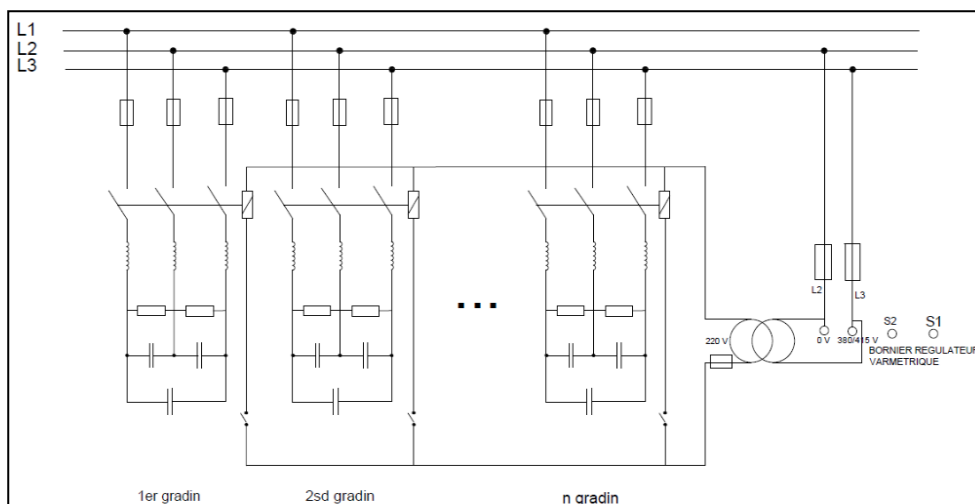 L1
L2
L3
L2
L3
S2
S1
220 V
0 V
380/415 V
BORNIER REGULATEUR
VARMETRIQUE
1er gradin
2sd gradin
n gradin